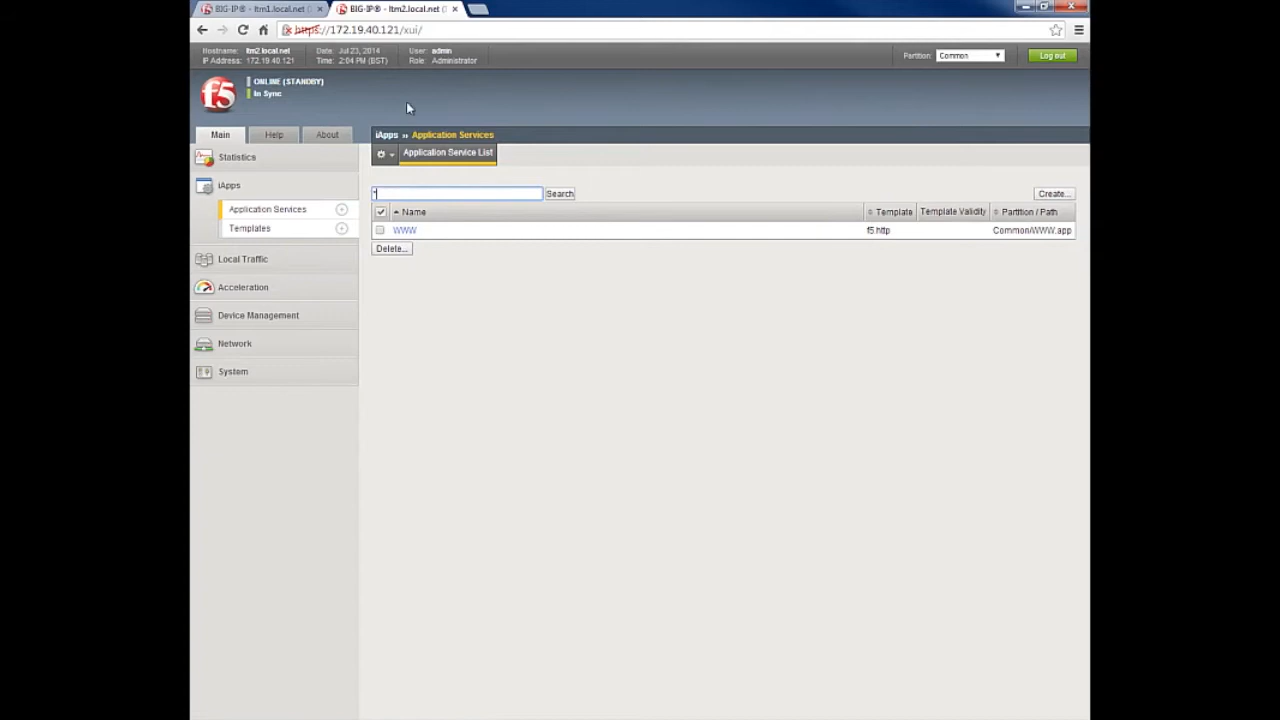 BIG-IP® - ltm1.local.net (
BIG-IP® - ltm2.local.net (
https://172.19.40.121/xui/
Hostname: ltm2.local.net Date: Jul 23, 2014 User: admin
IP Address: 172.19.40.121 Time: 2:04 PM (BST) Role: Administrator
Partition: Common
Log out
f5
ONLINE (STANDBY)
In Sync
Main Help About
iApps » Application Services
Application Service List
Statistics
iApps
Application Services
Templates
Local Traffic
Acceleration
Device Management
Network
System
* Search Create...
Name Template Template Validity Partition / Path
WWW f5.http Common/WWW.app
Delete...